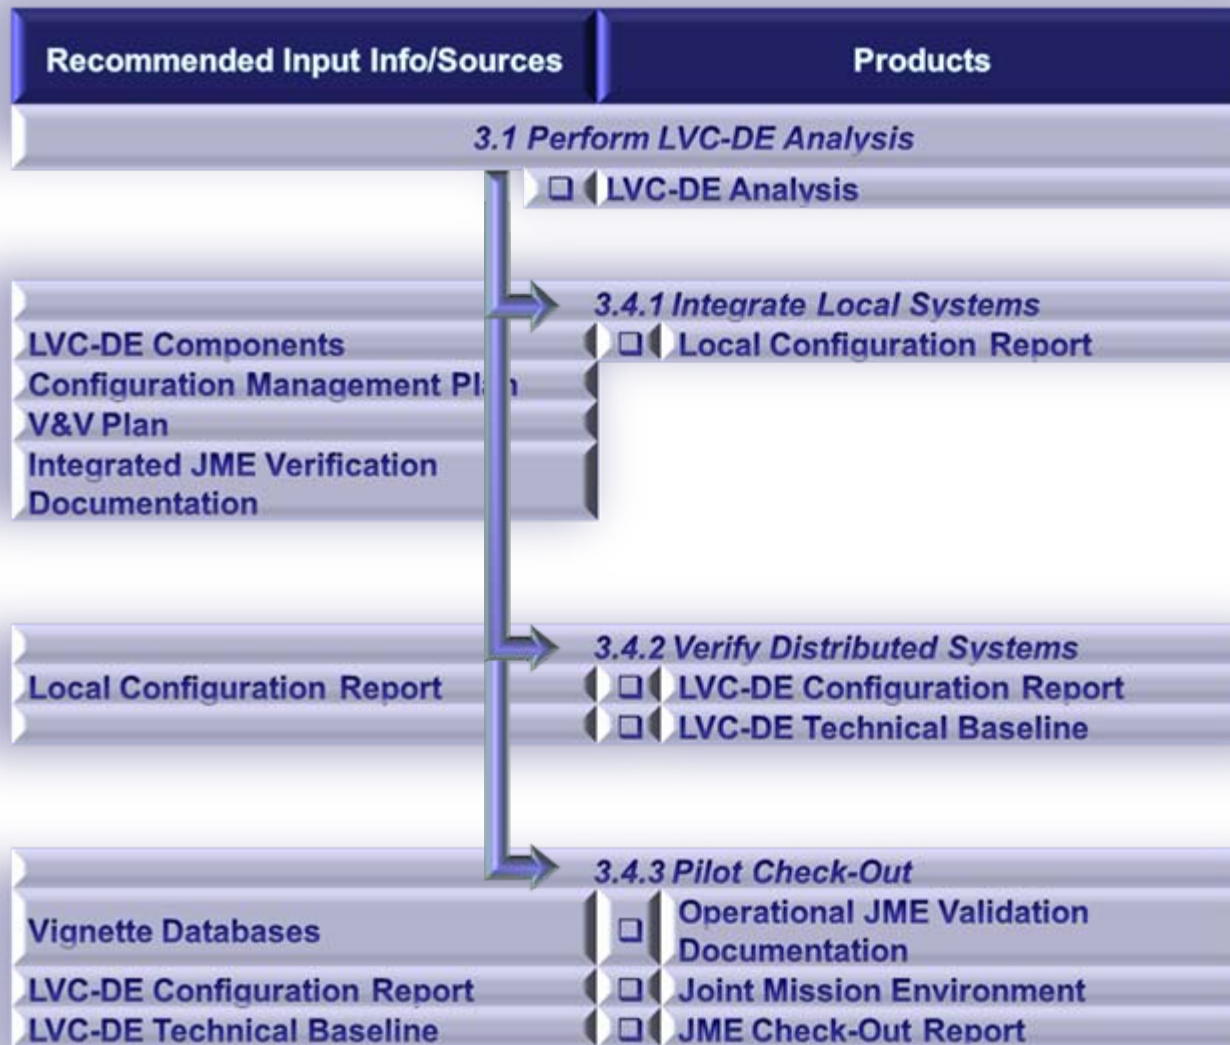 Recommended Input Info/Sources Products
3.1 Perform LVC-DE Analysis
❑ LVC-DE Analysis
3.4.1 Integrate Local Systems
LVC-DE Components ❑ Local Configuration Report
Configuration Management Plan
V&V Plan
Integrated JME Verification
Documentation
3.4.2 Verify Distributed Systems
Local Configuration Report ❑ LVC-DE Configuration Report
❑ LVC-DE Technical Baseline
3.4.3 Pilot Check-Out
Vignette Databases ❑ Operational JME Validation
Documentation
LVC-DE Configuration Report ❑ Joint Mission Environment
LVC-DE Technical Baseline ❑ JME Check-Out Report